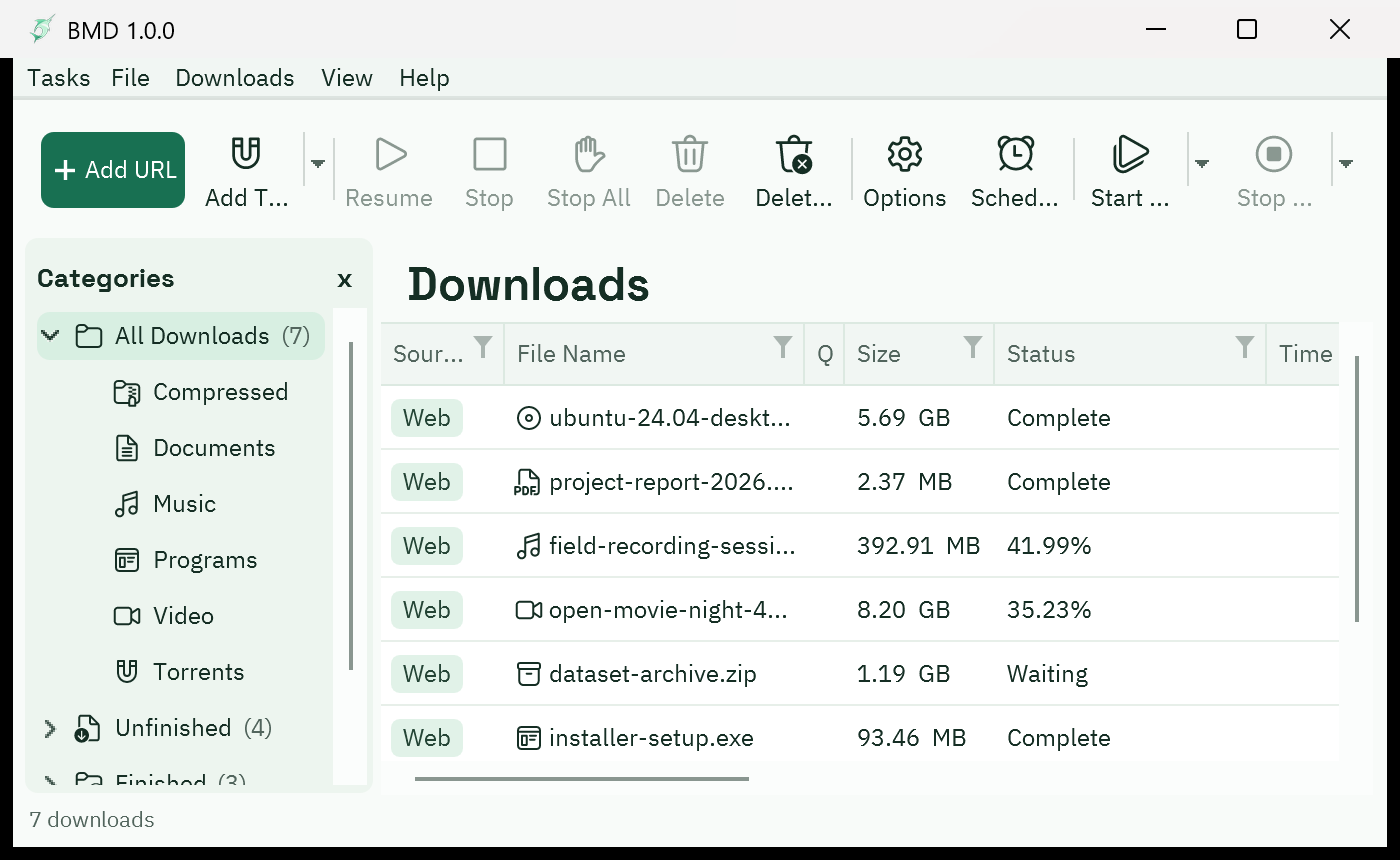 BMD 1.0.0
Tasks File Downloads View Help
+ Add URL Add T... Resume Stop Stop All Delete Delet... Options Sched... Start ... Stop ...
Categories x
All Downloads (7)
Compressed
Documents
Music
Programs
Video
Torrents
Unfinished (4)
Finished (3)
Downloads
Sour... File Name Q Size Status Time
Web ubuntu-24.04-deskt... 5.69 GB Complete
Web PDF project-report-2026.... 2.37 MB Complete
Web field-recording-sessi... 392.91 MB 41.99%
Web open-movie-night-4... 8.20 GB 35.23%
Web dataset-archive.zip 1.19 GB Waiting
Web installer-setup.exe 93.46 MB Complete
7 downloads